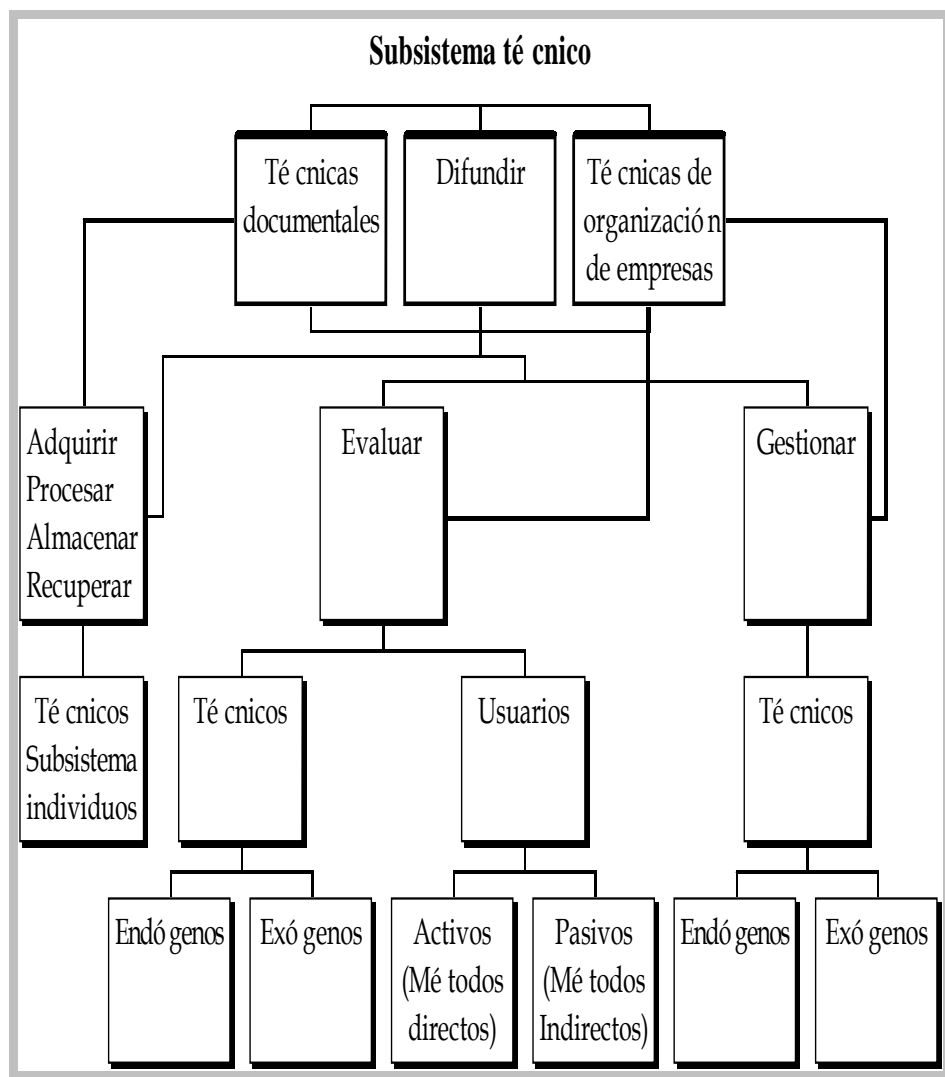 Subsistema té cnico
Té cnicas
documentales
Difundir
Té cnicas de
organizació n
de empresas
Adquirir
Procesar
Almacenar
Recuperar
Evaluar
Gestionar
Té cnicos
Subsistema
individuos
Té cnicos
Usuarios
Té cnicos
Endó genos
Exó genos
Activos
(Mé todos
directos)
Pasivos
(Mé todos
Indirectos)
Endó genos
Exó genos